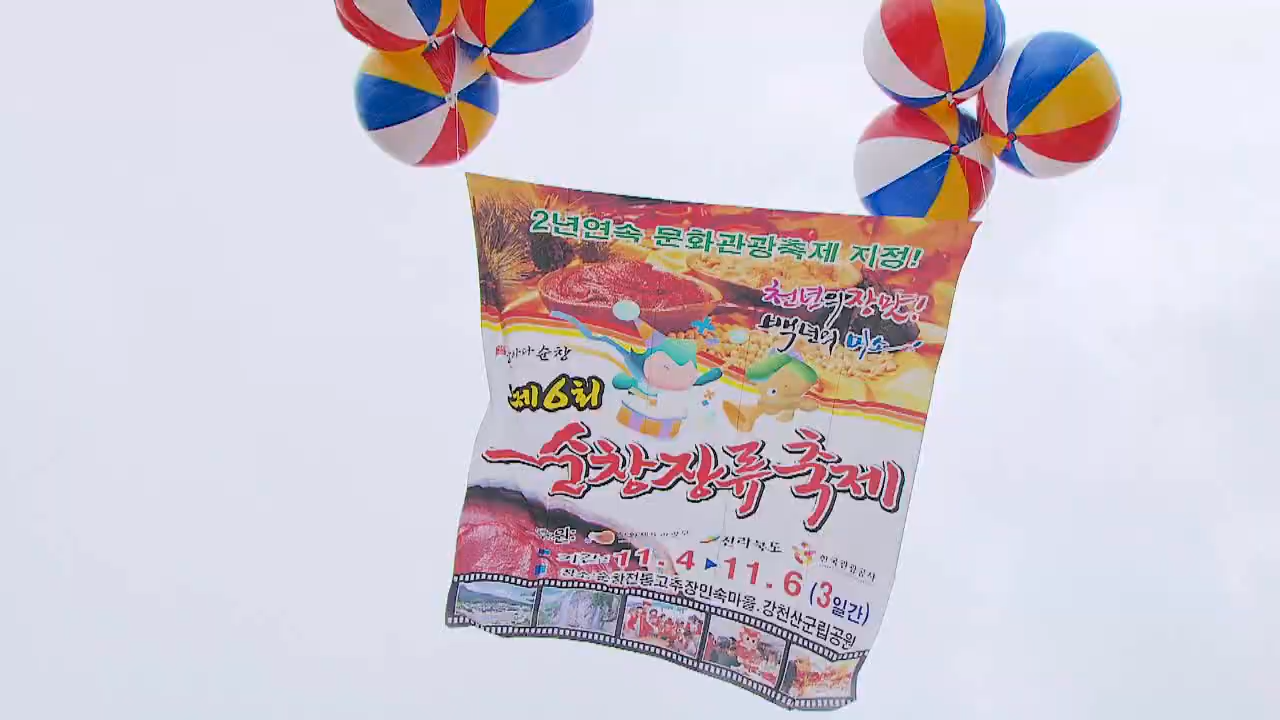 2년연속 문화관광축제 지정!
천년의 장맛!
백년의 미소
순창
제6회
순창장류축제
전라북도
한국관광공사
11.4 ▶ 11.6 (3일간)
순창전통고추장민속마을.강천산군립공원